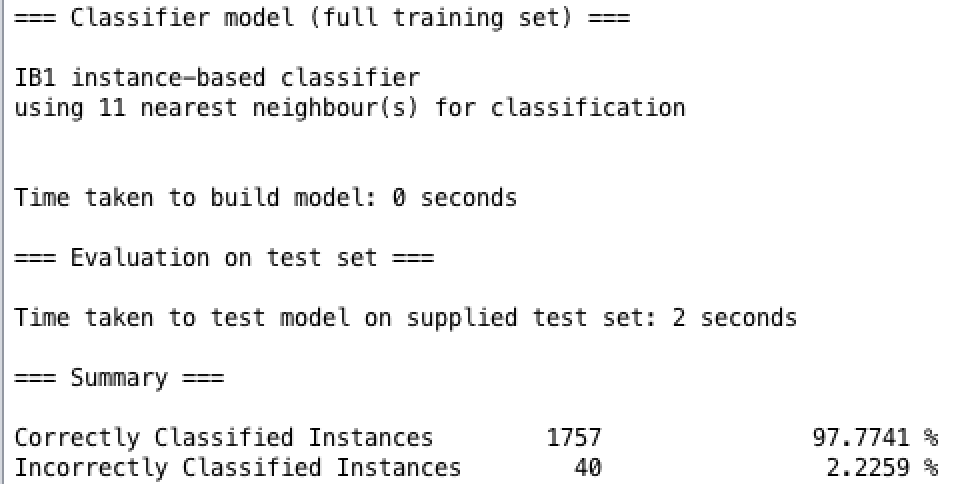 === Classifier model (full training set) ===
IB1 instance-based classifier
using 11 nearest neighbour(s) for classification
Time taken to build model: 0 seconds
=== Evaluation on test set ===
Time taken to test model on supplied test set: 2 seconds
=== Summary ===
Correctly Classified Instances 1757 97.7741 %
Incorrectly Classified Instances 40 2.2259 %